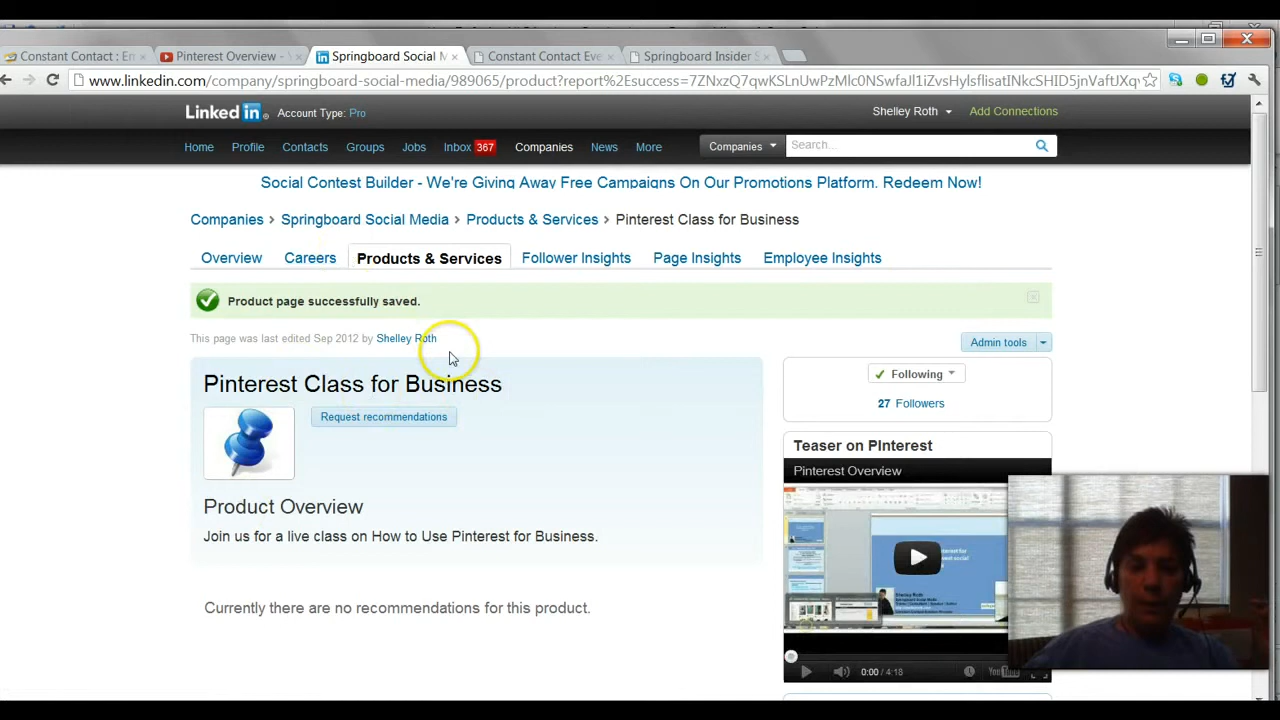 Constant Contact : Em
Pinterest Overview -
Springboard Social M
Constant Contact Eve
Springboard Insider S
www.linkedin.com/company/springboard-social-media/989065/product?report%2Esuccess=
Linked in Account Type: Pro
Shelley Roth
Add Connections
Home
Profile
Contacts
Groups
Jobs
Inbox 367
Companies
News
More
Companies
Search...
Social Contest Builder - We're Giving Away Free Campaigns On Our Promotions Platform. Redeem Now!
Companies > Springboard Social Media > Products & Services > Pinterest Class for Business
Overview
Careers
Products & Services
Follower Insights
Page Insights
Employee Insights
Product page successfully saved.
This page was last edited Sep 2012 by Shelley Roth
Admin tools
Pinterest Class for Business
Request recommendations
Product Overview
Join us for a live class on How to Use Pinterest for Business.
Currently there are no recommendations for this product.
Following
27 Followers
Teaser on PInterest
Pinterest Overview
0:00 / 4:18